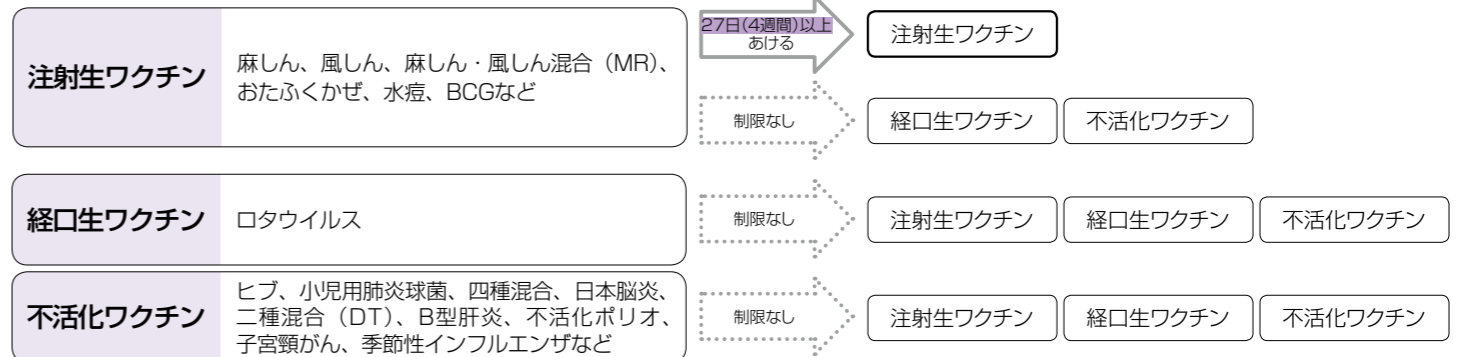 27日(4週間)以上
あける
注射生ワクチン
注射生ワクチン
麻しん、風しん、麻しん・風しん混合（MR）、
おたふくかぜ、水痘、BCGなど
制限なし
経口生ワクチン
不活化ワクチン
経口生ワクチン
ロタウイルス
制限なし
注射生ワクチン
経口生ワクチン
不活化ワクチン
不活化ワクチン
ヒブ、小児用肺炎球菌、四種混合、日本脳炎、
二種混合（DT）、B型肝炎、不活化ポリオ、
子宮頸がん、季節性インフルエンザなど
制限なし
注射生ワクチン
経口生ワクチン
不活化ワクチン